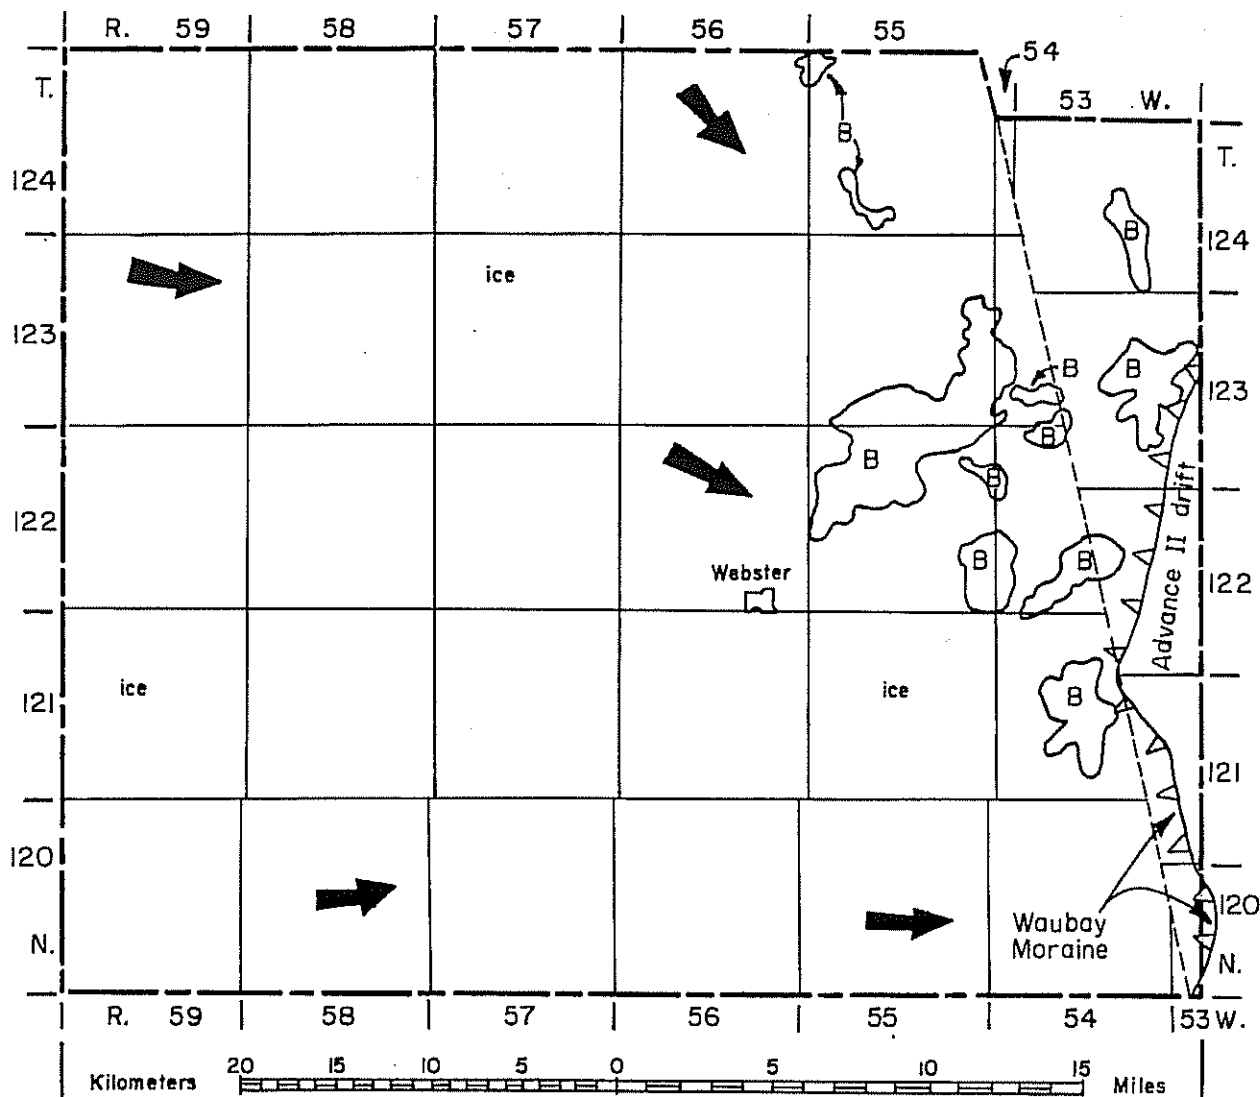 R. 59 58 57 56 55
54
53 W.
T.
T.
B
124
B
124
ice
123
B
B
123
B
B
B
122
Advance II drift
Webster
B
B
122
ice
ice
B
121
121
120
120
Waubay
Moraine
N.
N.
R. 59 58 57 56 55 54 53 W.
20 15 10 5 0 5 10 15
Kilometers Miles